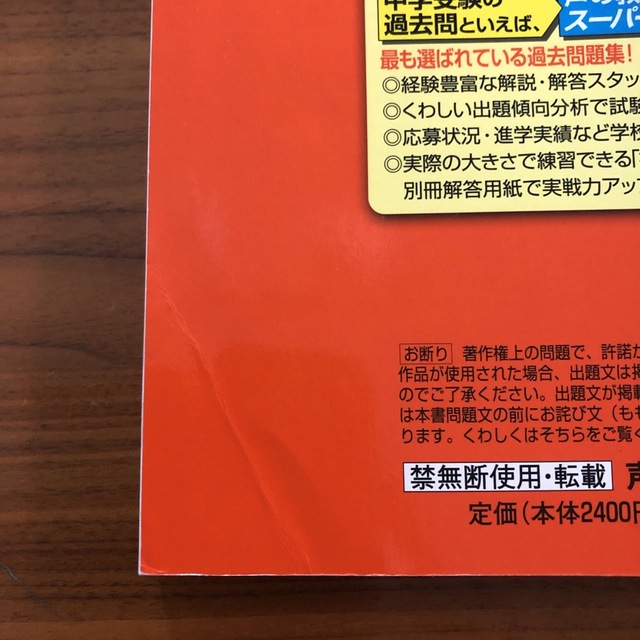 中学受験の
過去問といえば、
声の教
スーパー
最も選ばれている過去問題集!
◎経験豊富な解説・解答スタッ
◎くわしい出題傾向分析で試験
◎応募状況・進学実績など学校
◎実際の大きさで練習できる「
別冊解答用紙で実戦力アップ
お断り 著作権上の問題で、許諾が
作品が使用された場合、出題文は掲
のでご了承ください。出題文が掲載
は本書問題文の前にお詫び文（もも
ります。くわしくはそちらをご覧く
禁無断使用・転載 声
定価（本体2400円